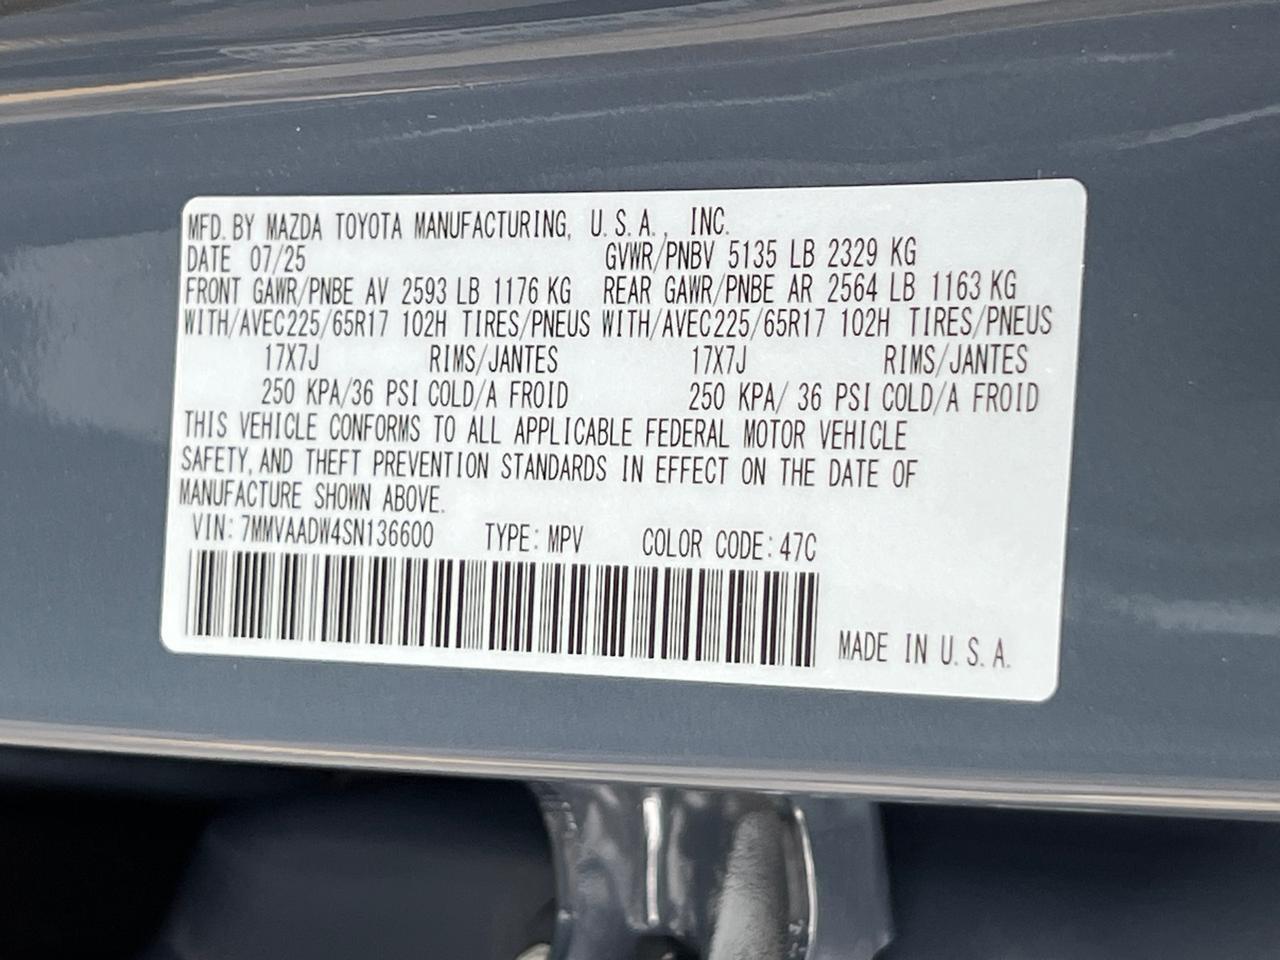 MFD. BY MAZDA TOYOTA MANUFACTURING, U.S.A., INC.
DATE 07/25 GVWR/PNBV 5135 LB 2329 KG
FRONT GAWR/PNBE AV 2593 LB 1176 KG REAR GAWR/PNBE AR 2564 LB 1163 KG
WITH/AVEC 225/65R17 102H TIRES/PNEUS WITH/AVEC 225/65R17 102H TIRES/PNEUS
17X7J RIMS/JANTES 17X7J RIMS/JANTES
250 KPA/36 PSI COLD/A FROID 250 KPA/ 36 PSI COLD/A FROID
THIS VEHICLE CONFORMS TO ALL APPLICABLE FEDERAL MOTOR VEHICLE
SAFETY, AND THEFT PREVENTION STANDARDS IN EFFECT ON THE DATE OF
MANUFACTURE SHOWN ABOVE.
VIN: 7MMVAADW4SN136600 TYPE: MPV COLOR CODE: 47C
MADE IN U.S.A.